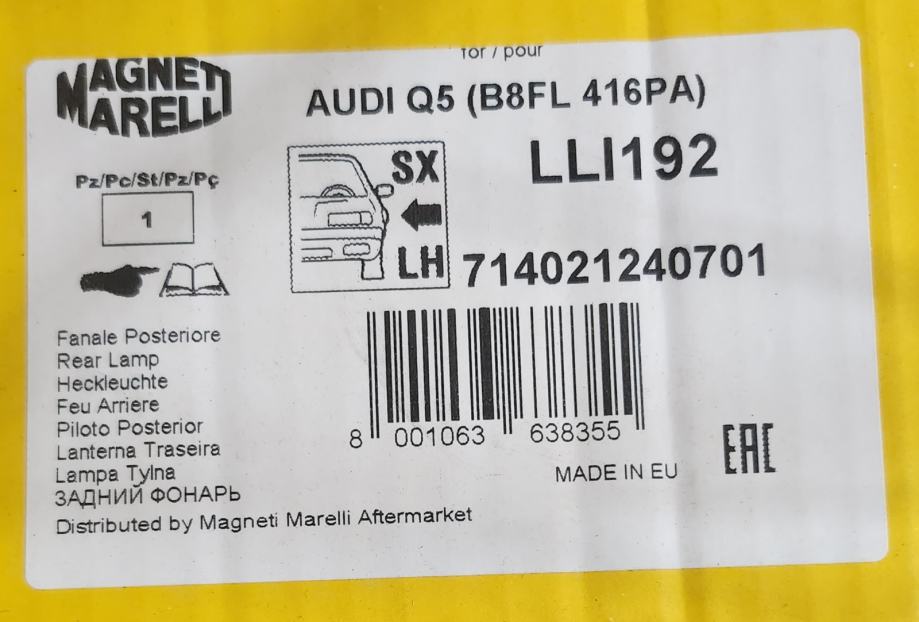 for / pour
MAGNETI
MARELLI
AUDI Q5 (B8FL 416PA)
LLI192
Pz/Pc/St/Pz/Pç
1
SX
LH
714021240701
Fanale Posteriore
Rear Lamp
Heckleuchte
Feu Arriere
Piloto Posterior
Lanterna Traseira
Lampa Tylna
ЗАДНИЙ ФОНАРЬ
Distributed by Magneti Marelli Aftermarket
8 001063 638355
MADE IN EU
EAC